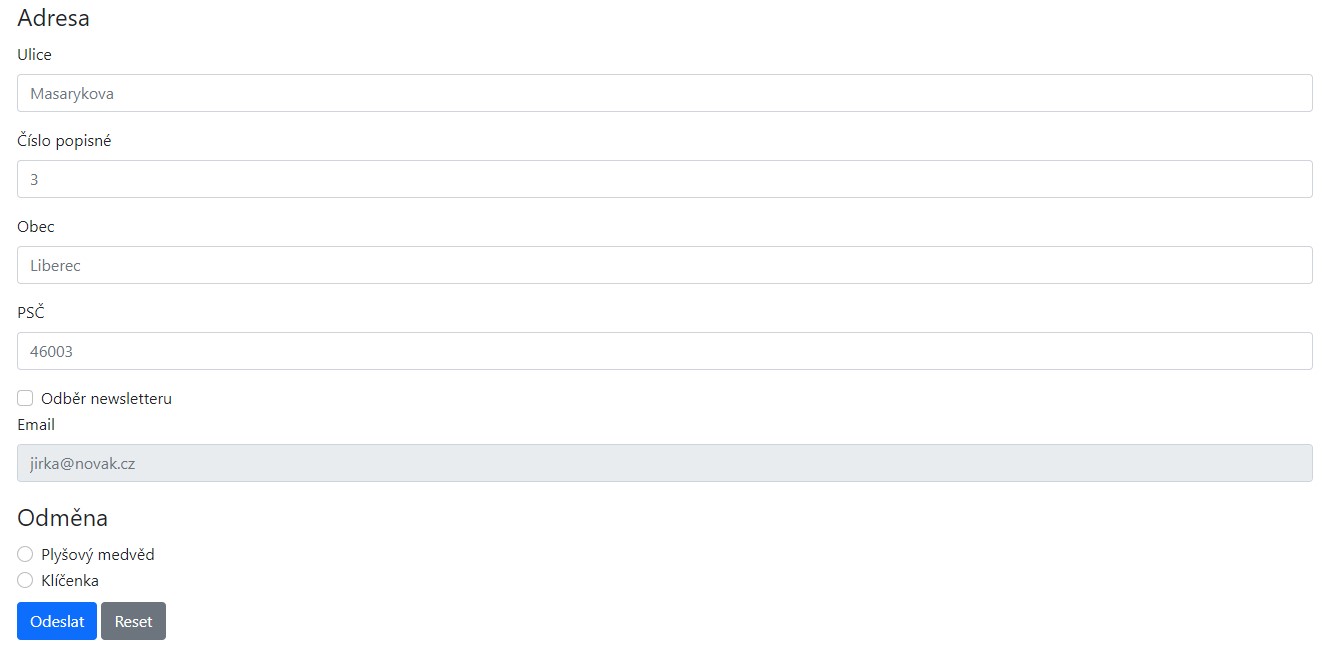 Adresa
Ulice
Masarykova
Číslo popisné
3
Obec
Liberec
PSČ
46003
Odběr newsletteru
Email
jirka@novak.cz
Odměna
Plyšový medvěd
Klíčenka
Odeslat Reset